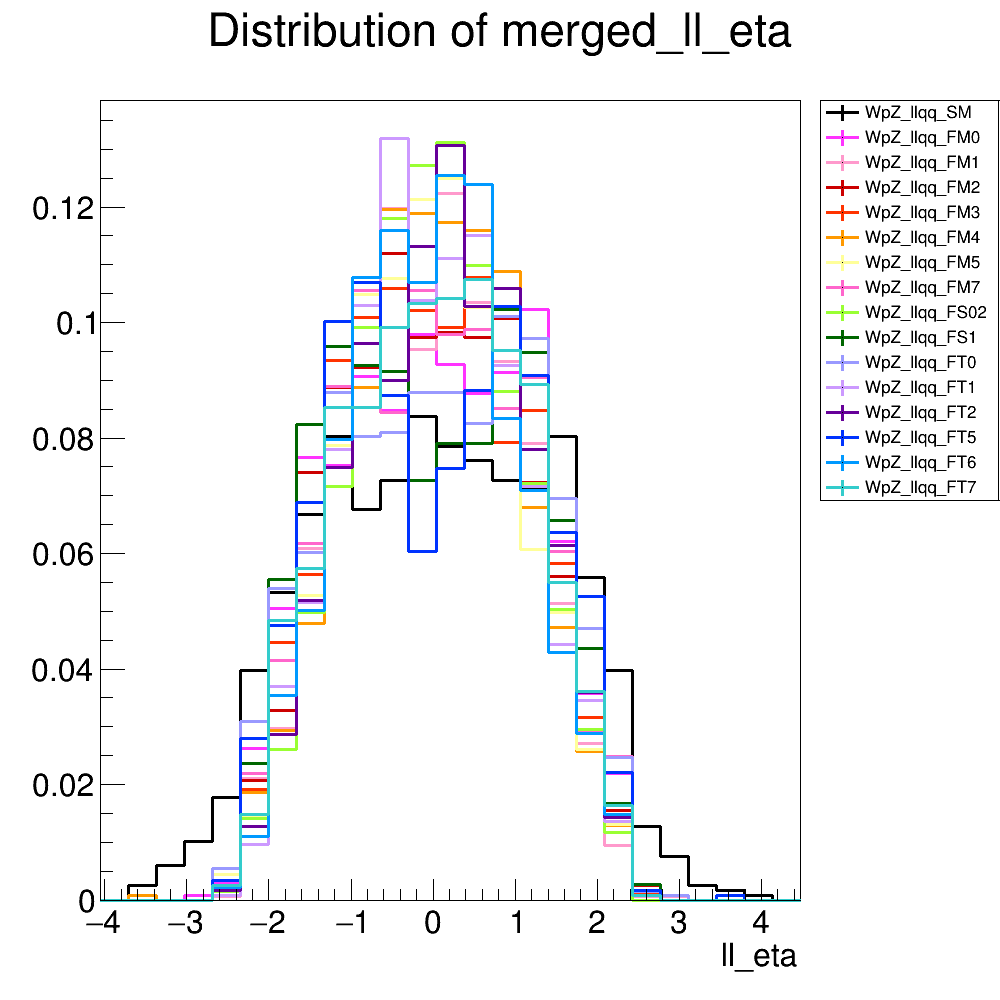 Distribution of merged_ll_eta
WpZ_llqq_SM
WpZ_llqq_FM0
WpZ_llqq_FM1
WpZ_llqq_FM2
WpZ_llqq_FM3
WpZ_llqq_FM4
WpZ_llqq_FM5
WpZ_llqq_FM7
WpZ_llqq_FS02
WpZ_llqq_FS1
WpZ_llqq_FT0
WpZ_llqq_FT1
WpZ_llqq_FT2
WpZ_llqq_FT5
WpZ_llqq_FT6
WpZ_llqq_FT7
0.12
0.1
0.08
0.06
0.04
0.02
0
−4 −3 −2 −1 0 1 2 3 4
ll_eta